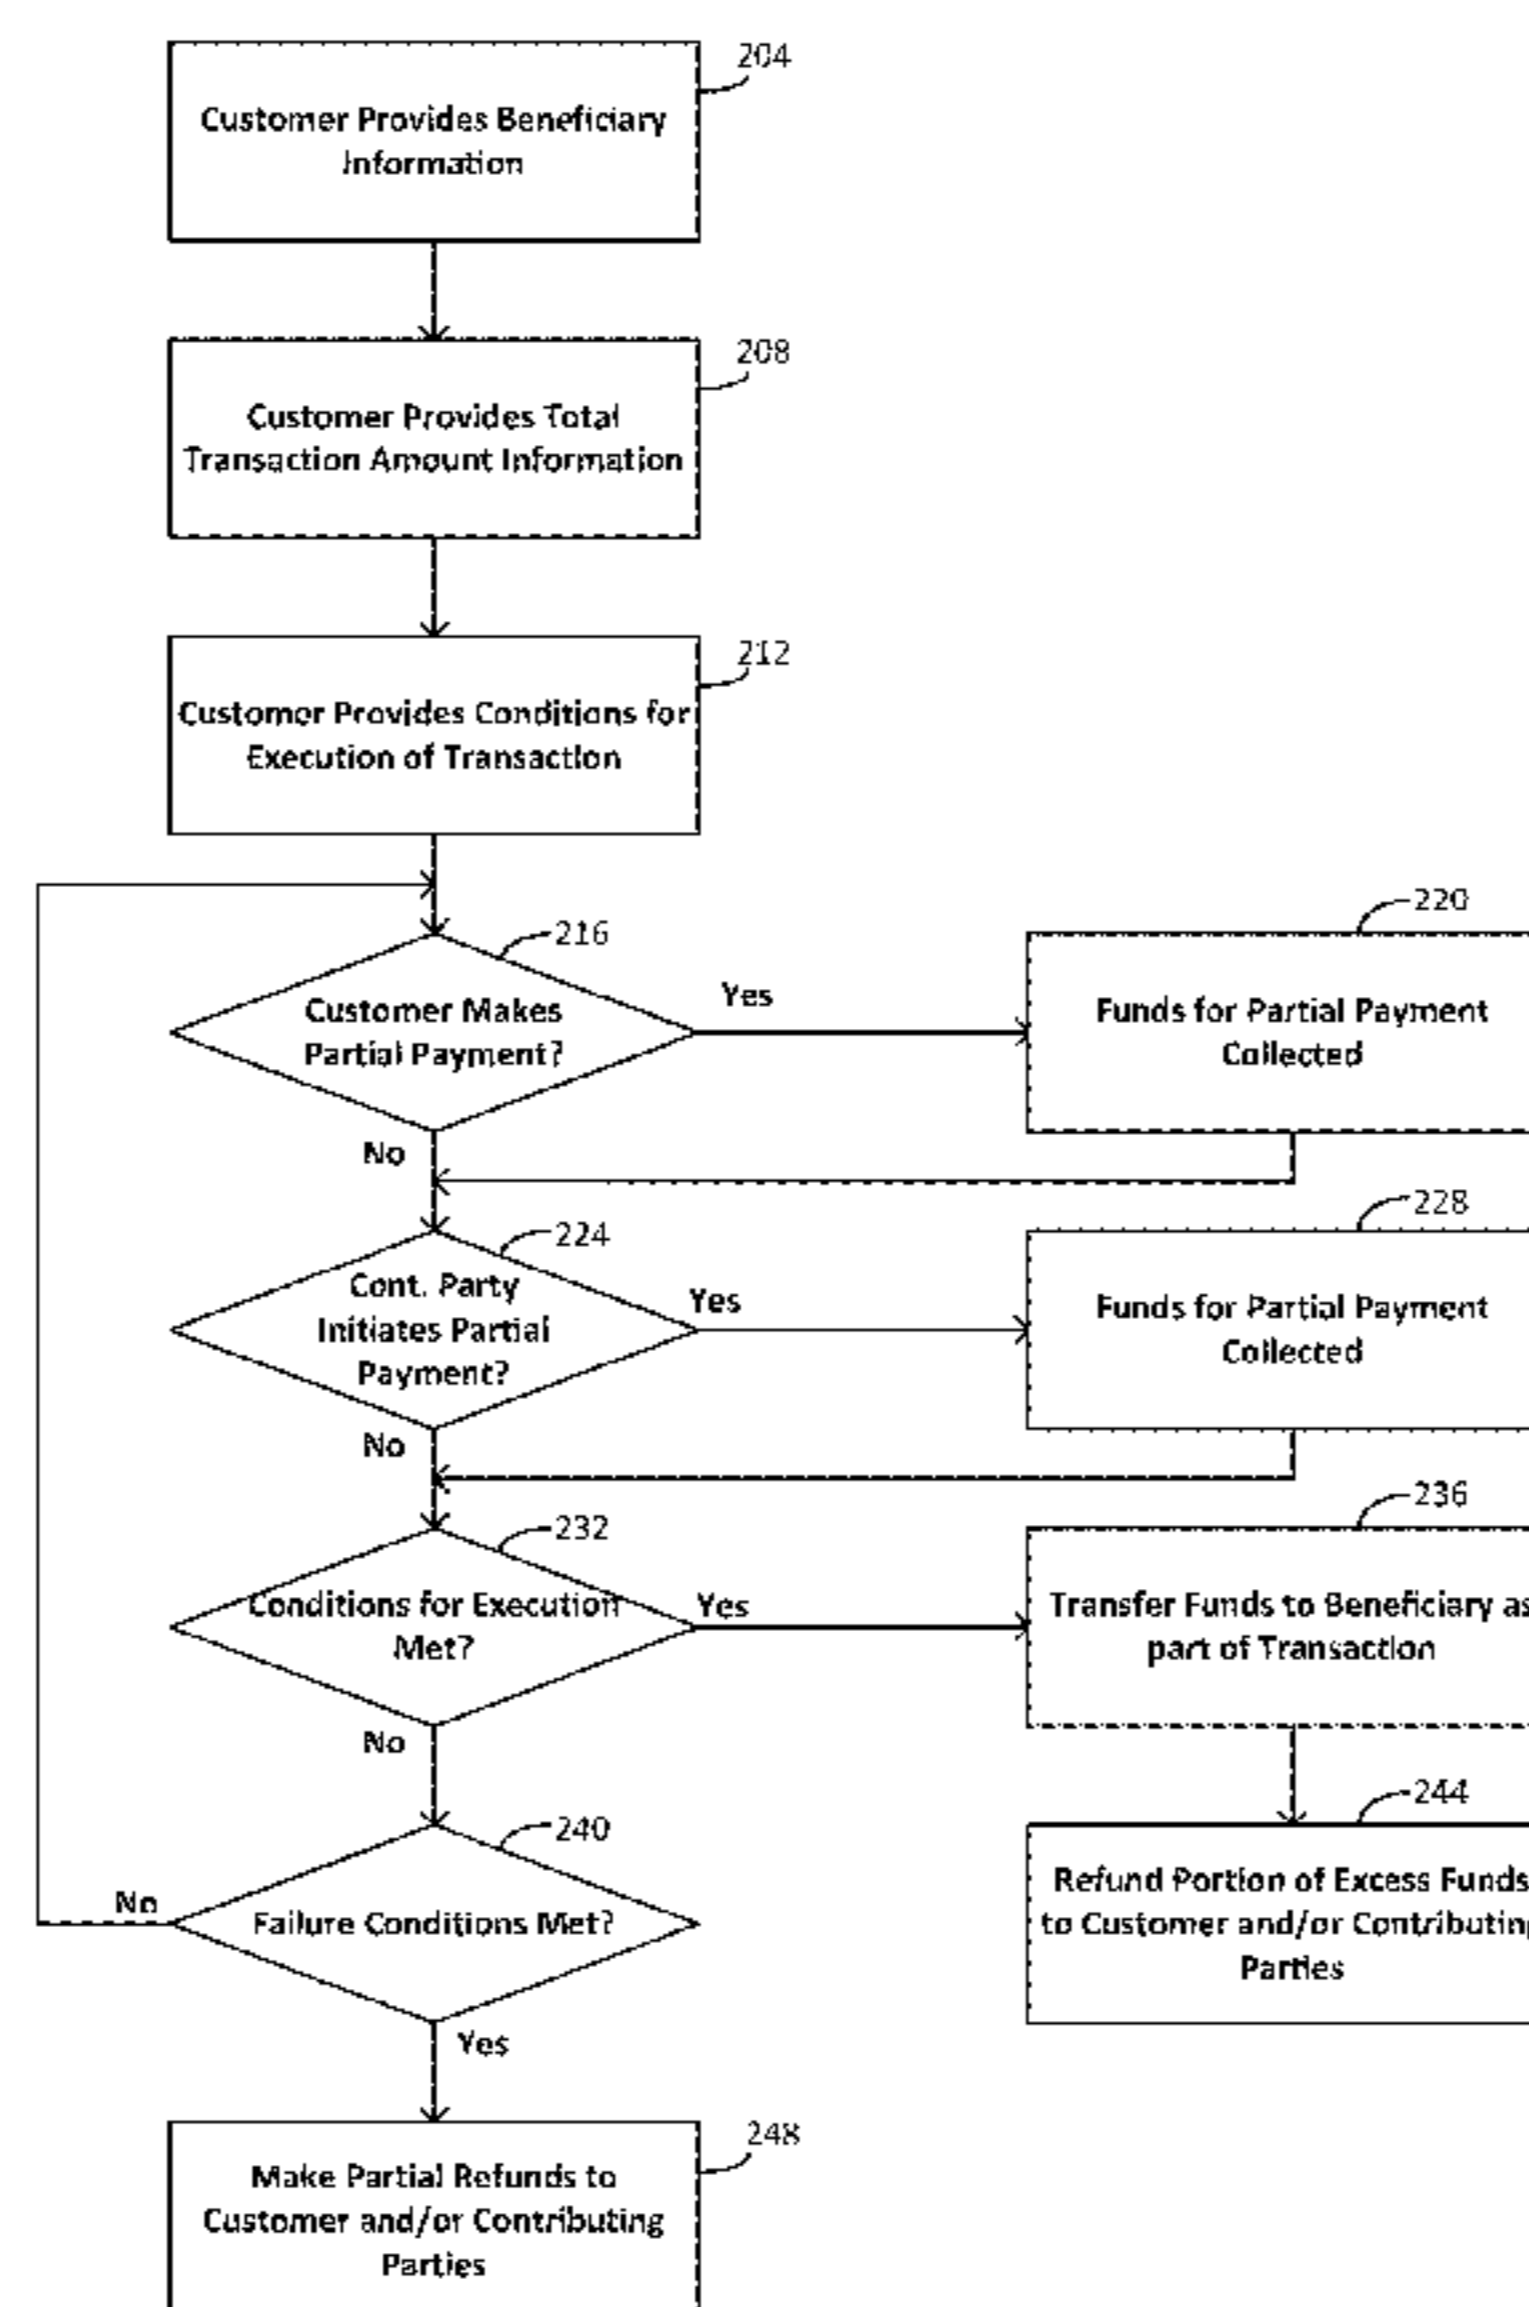 204
Customer Provides Beneficiary
Information
208
Customer Provides Total
Transaction Amount Information
212
Customer Provides Conditions for
Execution of Transaction
216
Customer Makes
Partial Payment?
Yes
No
220
Funds for Partial Payment
Collected
224
Cont. Party
Initiates Partial
Payment?
Yes
No
228
Funds for Partial Payment
Collected
232
Conditions for Execution
Met?
Yes
No
236
Transfer Funds to Beneficiary as
part of Transaction
240
Failure Conditions Met?
No
Yes
244
Refund Portion of Excess Funds
to Customer and/or Contributing
Parties
248
Make Partial Refunds to
Customer and/or Contributing
Parties